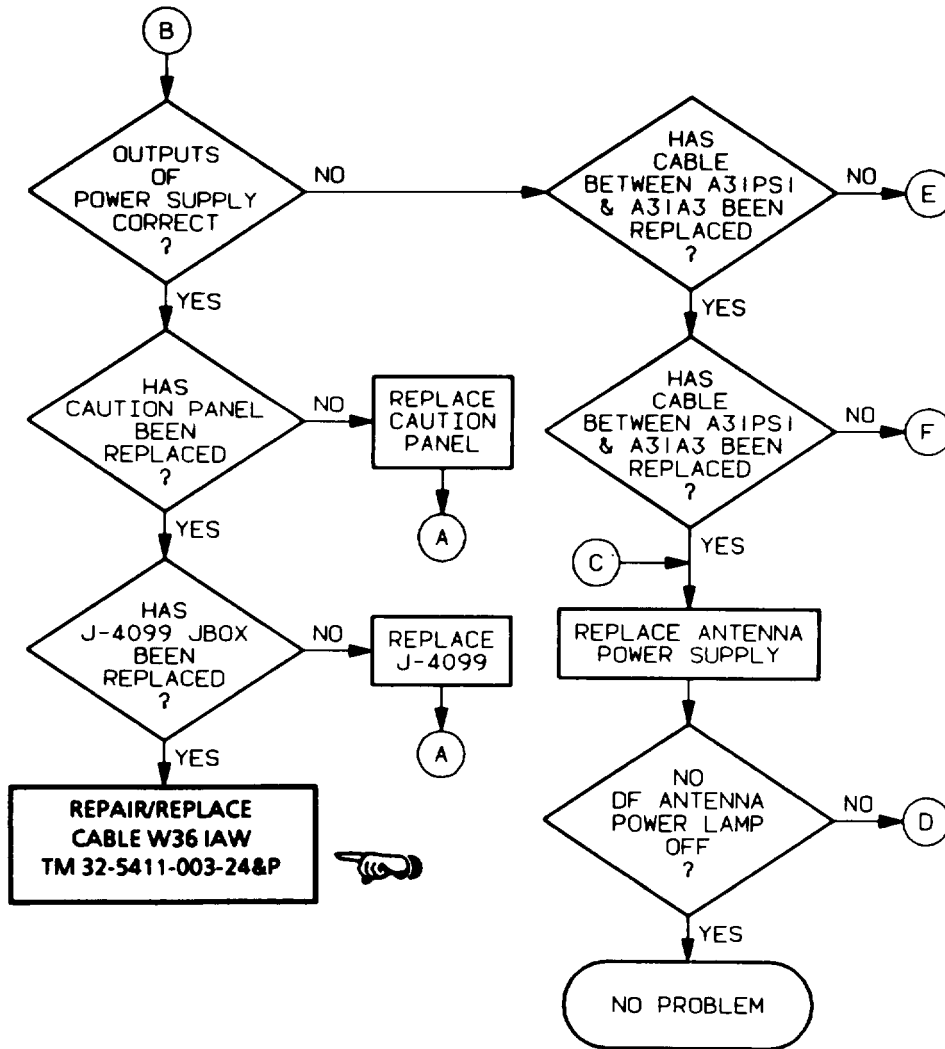 B
OUTPUTS
OF
POWER SUPPLY
CORRECT
?
NO
YES
HAS
CAUTION PANEL
BEEN
REPLACED
?
NO
REPLACE
CAUTION
PANEL
A
YES
HAS
J-4099 JBOX
BEEN
REPLACED
?
NO
REPLACE
J-4099
A
YES
REPAIR/REPLACE
CABLE W36 IAW
TM 32-5411-003-24&P
HAS
CABLE
BETWEEN A31PS1
& A31A3 BEEN
REPLACED
?
NO
E
YES
HAS
CABLE
BETWEEN A31PS1
& A31A3 BEEN
REPLACED
?
NO
F
YES
C
REPLACE ANTENNA
POWER SUPPLY
NO
DF ANTENNA
POWER LAMP
OFF
?
NO
D
YES
NO PROBLEM